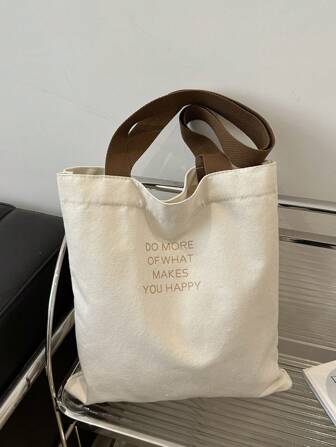 DO MORE
OF WHAT
MAKES
YOU HAPPY